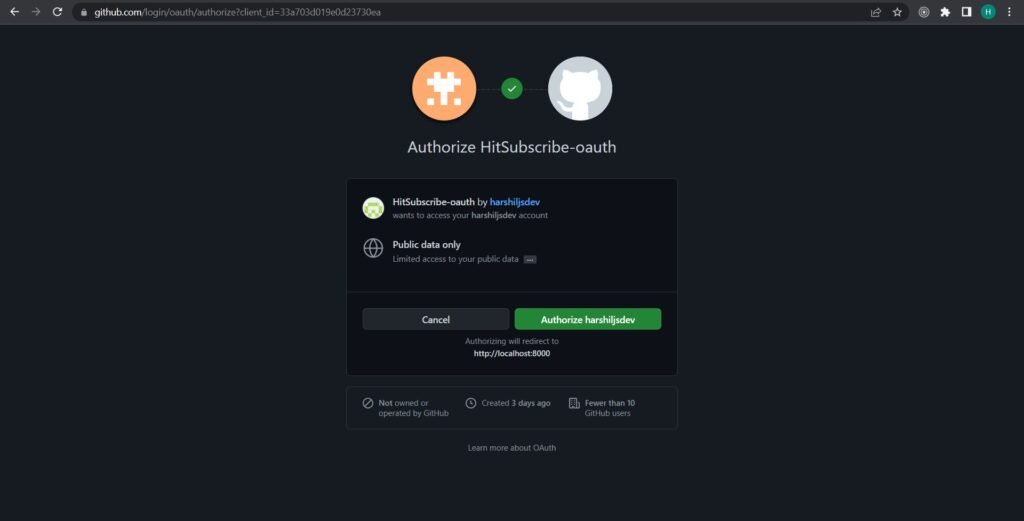 github.com/login/oauth/authorize?client_id=33a703d019e0d23730ea
H
Authorize HitSubscribe-oauth
HitSubscribe-oauth by harshiljsdev
wants to access your harshiljsdev account
Public data only
Limited access to your public data ...
Cancel
Authorize harshiljsdev
Authorizing will redirect to
http://localhost:8000
Not owned or
operated by GitHub
Created 3 days ago
Fewer than 10
GitHub users
Learn more about OAuth